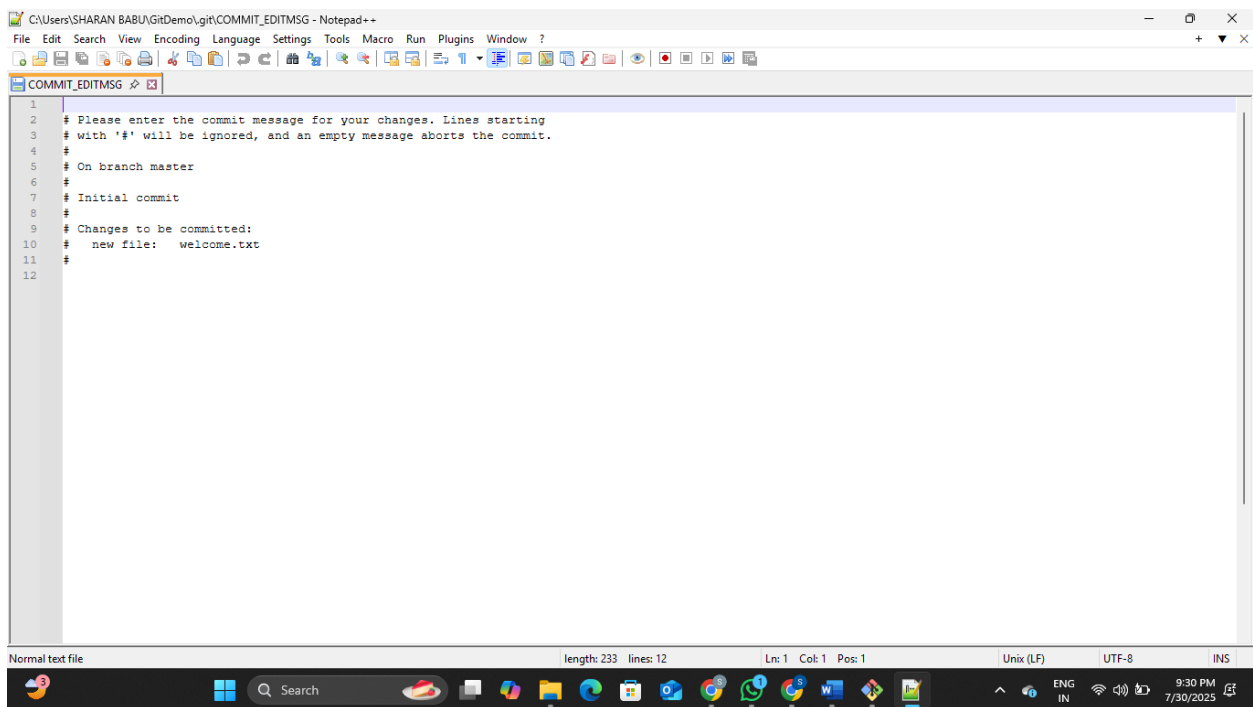 C:\Users\SHARAN BABU\GitDemo\.git\COMMIT_EDITMSG - Notepad++
File Edit Search View Encoding Language Settings Tools Macro Run Plugins Window ?
COMMIT_EDITMSG
1
2 # Please enter the commit message for your changes. Lines starting
3 # with '#' will be ignored, and an empty message aborts the commit.
4 #
5 # On branch master
6 #
7 # Initial commit
8 #
9 # Changes to be committed:
10 # new file: welcome.txt
11 #
12
Normal text file length: 233 lines: 12 Ln: 1 Col: 1 Pos: 1 Unix (LF) UTF-8 INS
3 Search S 1 S ENG 9:30 PM
IN 7/30/2025